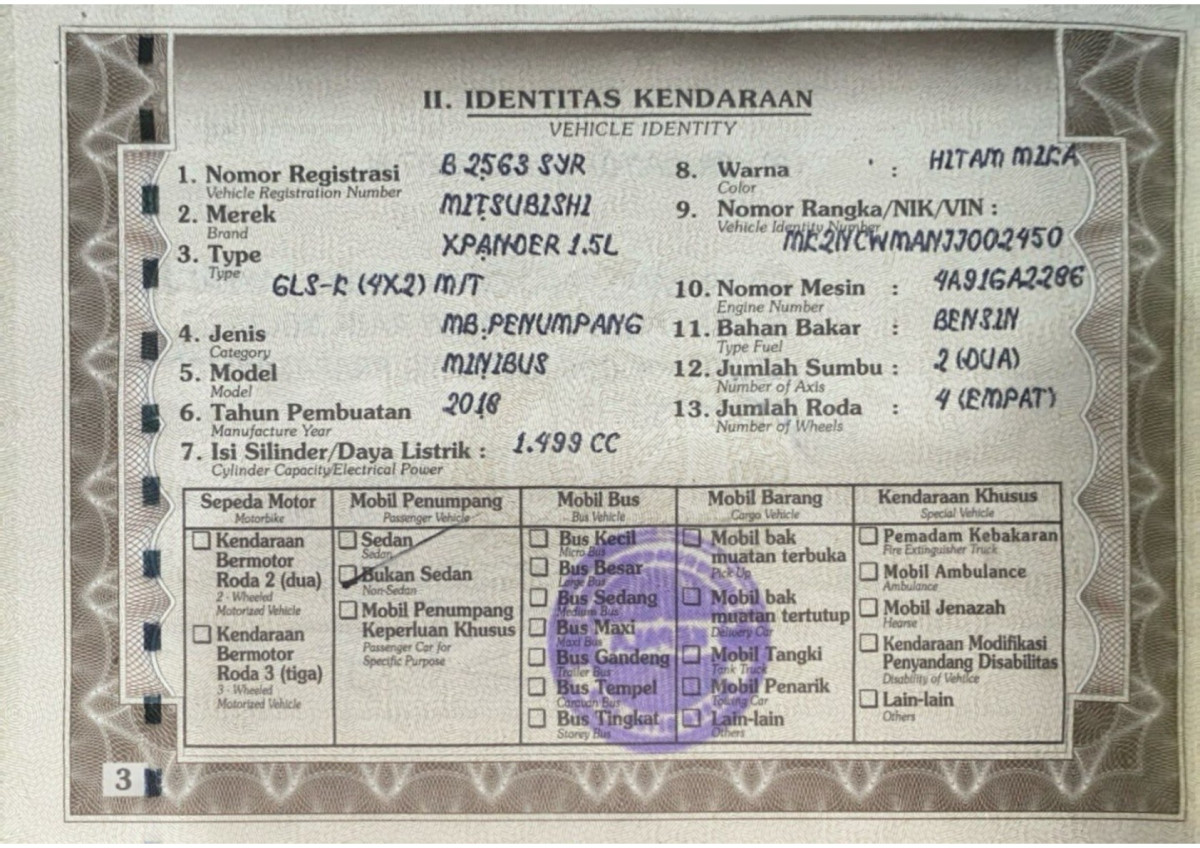 II. IDENTITAS KENDARAAN
VEHICLE IDENTITY
1. Nomor Registrasi B 2563 SYR
Vehicle Registration Number
2. Merek MITSUBISHI
Brand
3. Type XPANDER 1.5L
Type GLS-K (4X2) M/T
4. Jenis MB.PENUMPANG
Category
5. Model MINIBUS
Model
6. Tahun Pembuatan 2018
Manufacture Year
7. Isi Silinder/Daya Listrik : 1.499 CC
Cylinder Capacity/Electrical Power
8. Warna : HITAM MIKA
Color
9. Nomor Rangka/NIK/VIN :
Vehicle Identity Number
MK2NCWMANJJ002450
10. Nomor Mesin : 4A91GA2286
Engine Number
11. Bahan Bakar : BENSIN
Type Fuel
12. Jumlah Sumbu : 2 (DUA)
Number of Axis
13. Jumlah Roda : 4 (EMPAT)
Number of Wheels
Sepeda Motor
Motorbike
Kendaraan
Bermotor
Roda 2 (dua)
2 - Wheeled
Motorized Vehicle
Kendaraan
Bermotor
Roda 3 (tiga)
3 - Wheeled
Motorized Vehicle
Mobil Penumpang
Passenger Vehicle
Sedan
Sedan
Bukan Sedan
Non-Sedan
Mobil Penumpang
Keperluan Khusus
Passenger Car for
Specific Purpose
Mobil Bus
Bus Vehicle
Bus Kecil
Micro Bus
Bus Besar
Large Bus
Bus Sedang
Medium Bus
Bus Maxi
Maxi Bus
Bus Gandeng
Trailer Bus
Bus Tempel
Caravan Bus
Bus Tingkat
Storey Bus
Mobil Barang
Cargo Vehicle
Mobil bak
muatan terbuka
Pick Up
Mobil bak
muatan tertutup
Delivery Car
Mobil Tangki
Tank Truck
Mobil Penarik
Towing Car
Lain-lain
Others
Kendaraan Khusus
Special Vehicle
Pemadam Kebakaran
Fire Extinguisher Truck
Mobil Ambulance
Ambulance
Mobil Jenazah
Hearse
Kendaraan Modifikasi
Penyandang Disabilitas
Disability of Vehilce
Lain-lain
Others
3